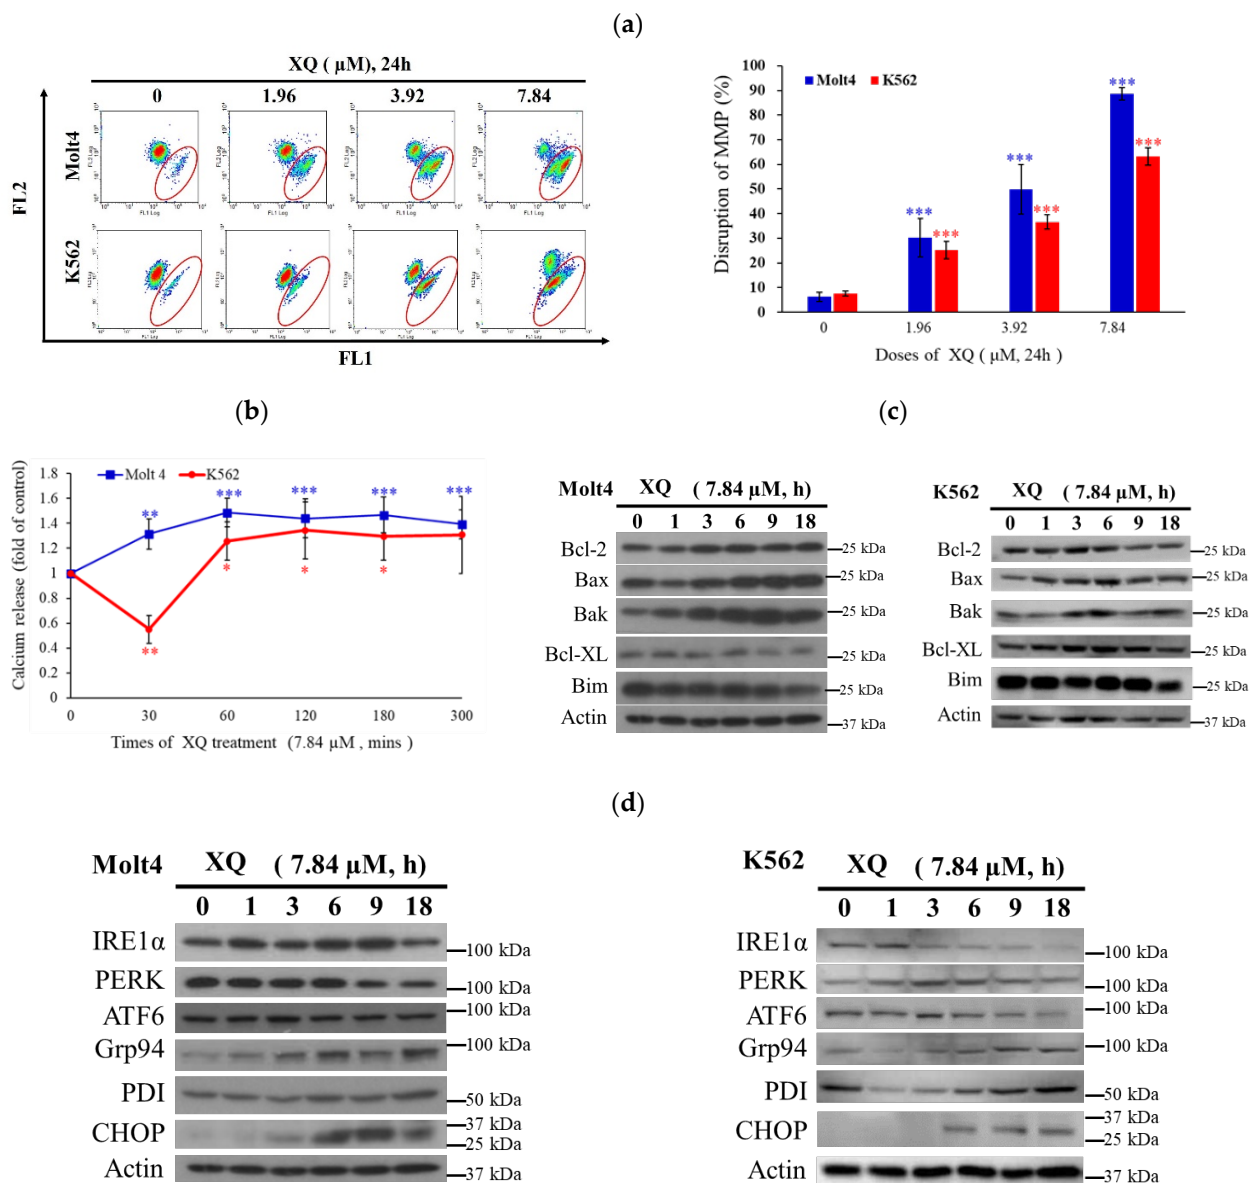 (a)
XQ ( μM), 24h
0 1.96 3.92 7.84
Molt4
K562
FL2
FL1
FL2 Log
FL1 Log
Molt4 K562
Disruption of MMP (%)
100
90
80
70
60
50
40
30
20
10
0
*** *** *** *** *** ***
0 1.96 3.92 7.84
Doses of XQ ( μM, 24h )
(b)
Molt 4 K562
Calcium release (fold of control)
1.8
1.6
1.4
1.2
1
0.8
0.6
0.4
0.2
0
** *** *** *** ***
** * * *
0 30 60 120 180 300
Times of XQ treatment (7.84 μM , mins )
(c)
Molt4 XQ ( 7.84 μM, h)
0 1 3 6 9 18
Bcl-2 25 kDa
Bax 25 kDa
Bak 25 kDa
Bcl-XL 25 kDa
Bim 25 kDa
Actin 37 kDa
K562 XQ ( 7.84 μM, h)
0 1 3 6 9 18
Bcl-2 25 kDa
Bax 25 kDa
Bak 25 kDa
Bcl-XL 25 kDa
Bim 25 kDa
Actin 37 kDa
(d)
Molt4 XQ ( 7.84 μM, h)
0 1 3 6 9 18
IRE1α 100 kDa
PERK 100 kDa
ATF6 100 kDa
Grp94 100 kDa
PDI 50 kDa
CHOP 37 kDa
25 kDa
Actin 37 kDa
K562 XQ ( 7.84 μM, h)
0 1 3 6 9 18
IRE1α 100 kDa
PERK 100 kDa
ATF6 100 kDa
Grp94 100 kDa
PDI 50 kDa
CHOP 37 kDa
25 kDa
Actin 37 kDa